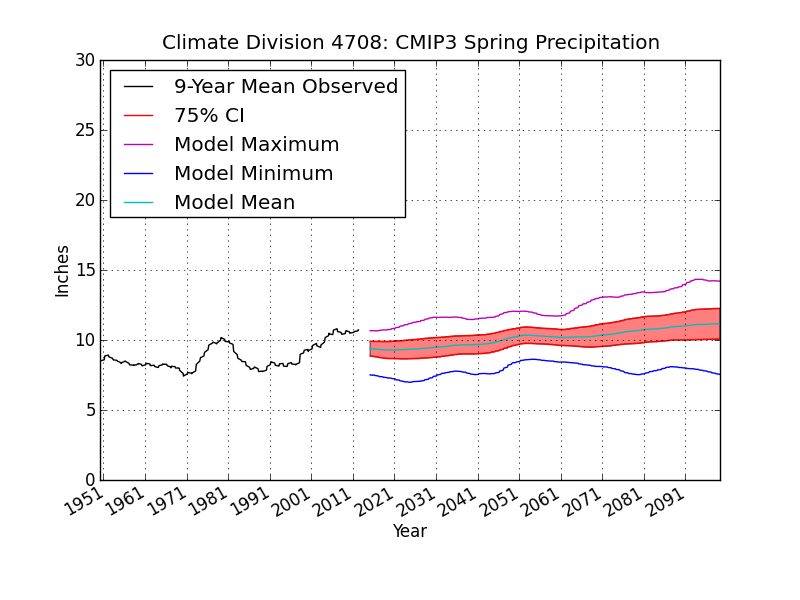 Climate Division 4708: CMIP3 Spring Precipitation
30
25
20
15
10
5
0
Inches
9-Year Mean Observed
75% CI
Model Maximum
Model Minimum
Model Mean
1951 1961 1971 1981 1991 2001 2011 2021 2031 2041 2051 2061 2071 2081 2091
Year